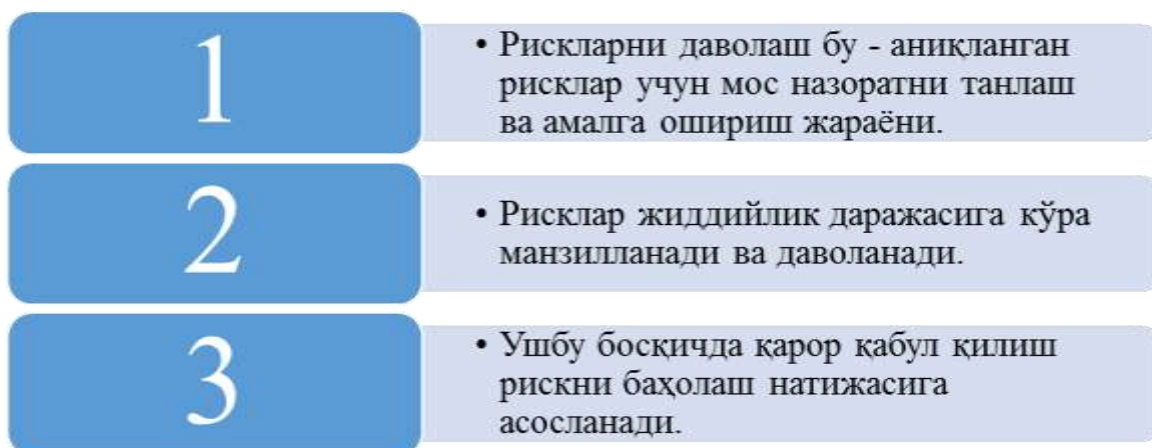 1
• Рискларни даволаш бу - аниқланган
рисклар учун мос назоратни танлаш
ва амалга ошириш жараёни.
2
• Рисклар жиддийлик даражасига кўра
манзилланади ва даволанади.
3
• Ушбу босқичда қарор қабул қилиш
рискни баҳолаш натижасига
асосланади.